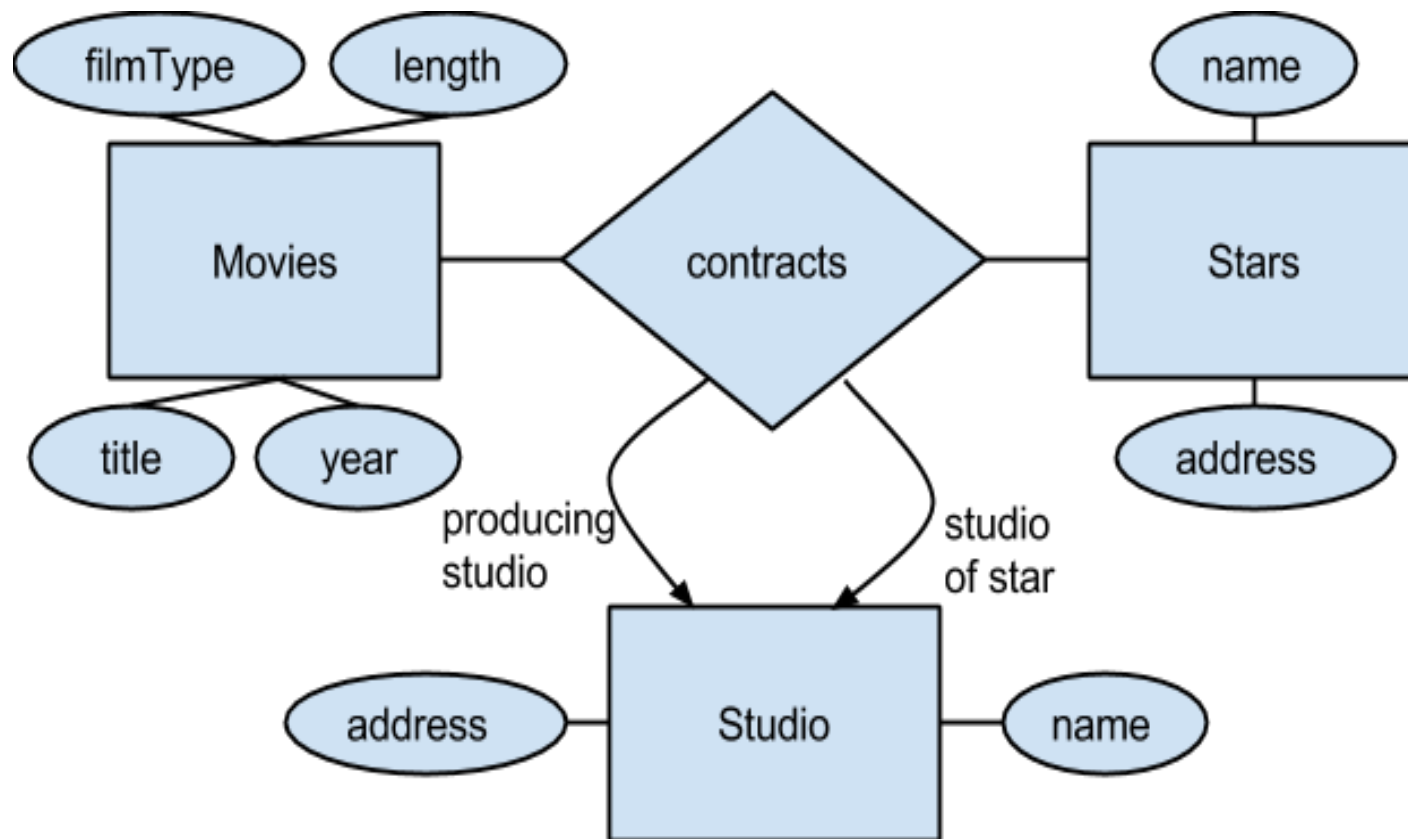 filmType
length
name
Movies
contracts
Stars
title
year
address
producing
studio
studio
of star
address
Studio
name